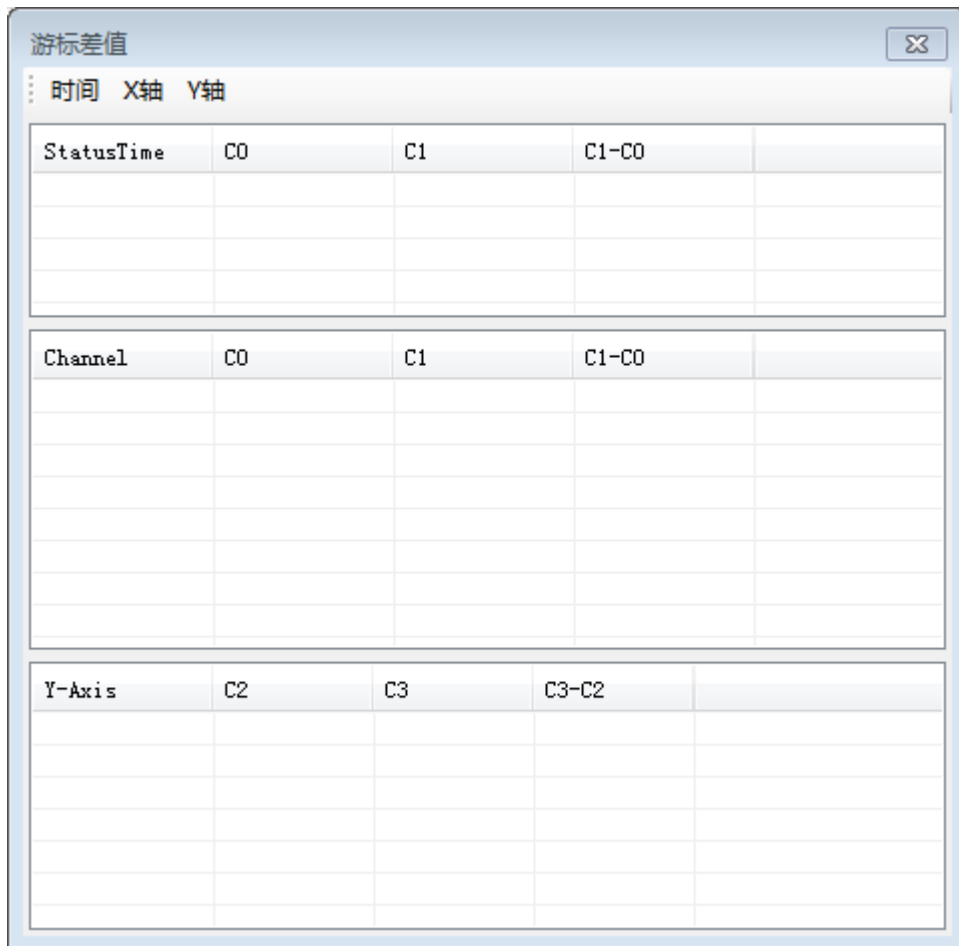 游标差值
时间 X轴 Y轴
StatusTime C0 C1 C1-C0
Channel C0 C1 C1-C0
Y-Axis C2 C3 C3-C2